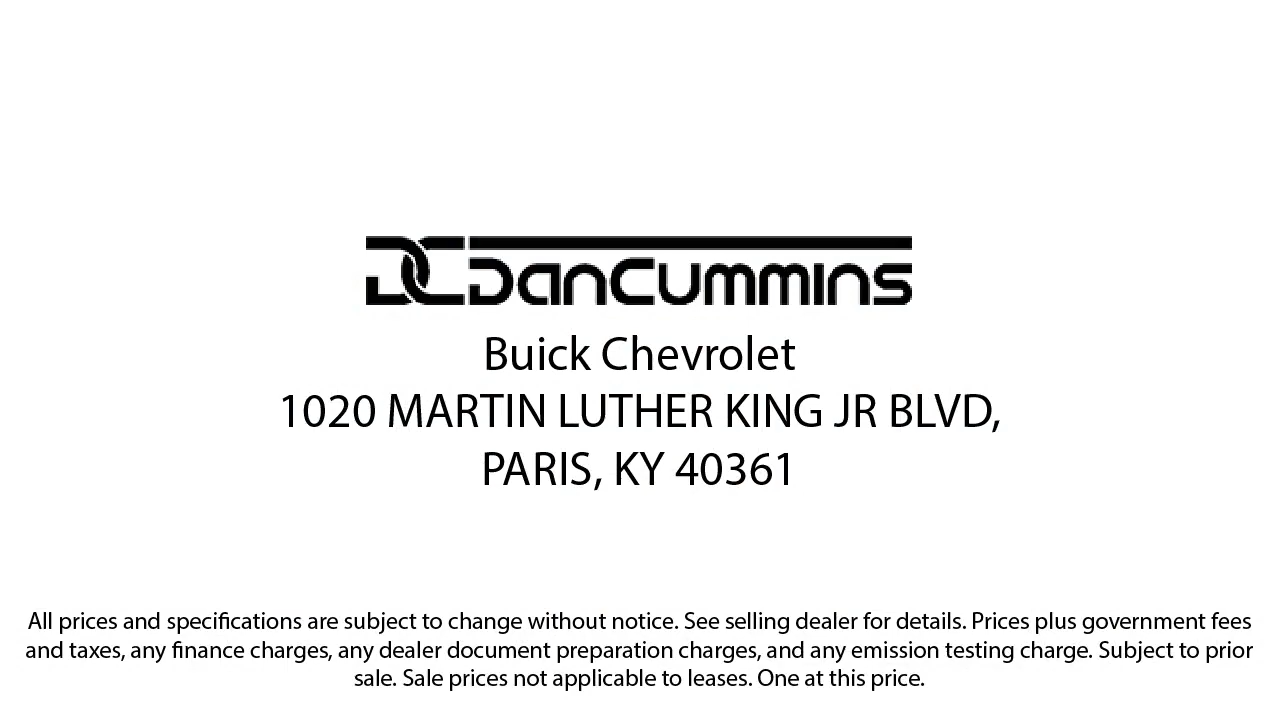 DC DanCummins
Buick Chevrolet
1020 MARTIN LUTHER KING JR BLVD,
PARIS, KY 40361
All prices and specifications are subject to change without notice. See selling dealer for details. Prices plus government fees
and taxes, any finance charges, any dealer document preparation charges, and any emission testing charge. Subject to prior
sale. Sale prices not applicable to leases. One at this price.